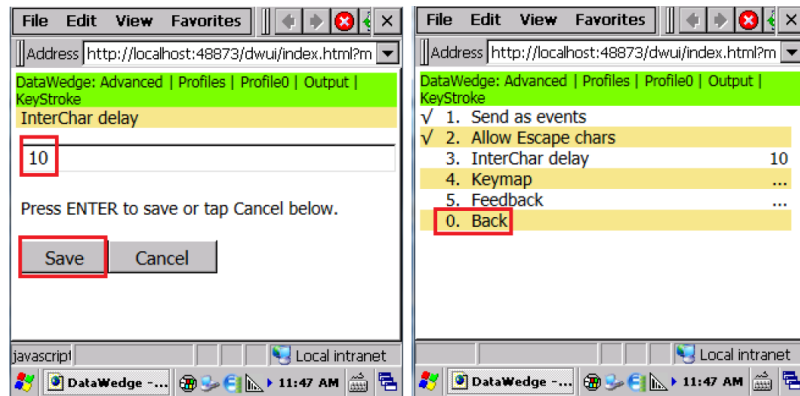 File Edit View Favorites
Address http://localhost:48873/dwui/index.html?m
DataWedge: Advanced | Profiles | Profile0 | Output |
KeyStroke
InterChar delay
10
Press ENTER to save or tap Cancel below.
Save Cancel
javascript
Local intranet
DataWedge -... 11:47 AM
File Edit View Favorites
Address http://localhost:48873/dwui/index.html?m
DataWedge: Advanced | Profiles | Profile0 | Output |
KeyStroke
√ 1. Send as events
√ 2. Allow Escape chars
3. InterChar delay 10
4. Keymap ...
5. Feedback ...
0. Back
Local intranet
DataWedge -... 11:47 AM